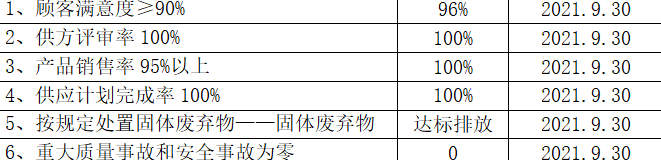 1、顾客满意度≥90% 96% 2021.9.30
2、供方评审率 100% 100% 2021.9.30
3、产品销售率 95%以上 100% 2021.9.30
4、供应计划完成率 100% 100% 2021.9.30
5、按规定处置固体废弃物——固体废弃物 达标排放 2021.9.30
6、重大质量事故和安全事故为零 0 2021.9.30